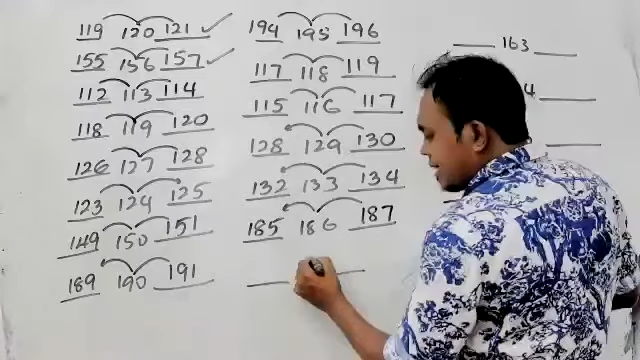 119 120 121
155 156 157
112 113 114
118 119 120
126 127 128
123 124 125
149 150 151
189 190 191
194 195 196
117 118 119
115 116 117
128 129 130
132 133 134
185 186 187
163
4